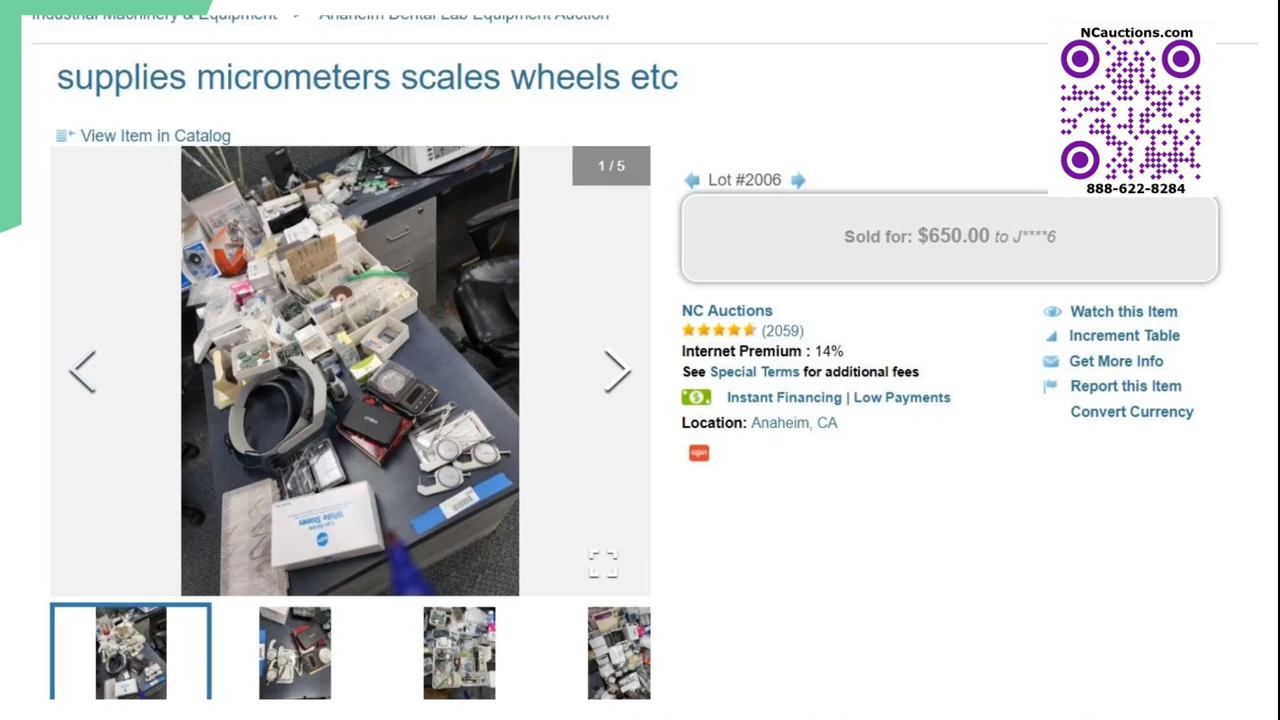 Industrial Machinery & Equipment > Anaheim Dental Lab Equipment Auction
NCauctions.com
supplies micrometers scales wheels etc
View Item in Catalog
1 / 5
Lot #2006
888-622-8284
Sold for: $650.00 to J****6
NC Auctions
(2059)
Internet Premium : 14%
See Special Terms for additional fees
Instant Financing | Low Payments
Location: Anaheim, CA
Watch this Item
Increment Table
Get More Info
Report this Item
Convert Currency
White Stones